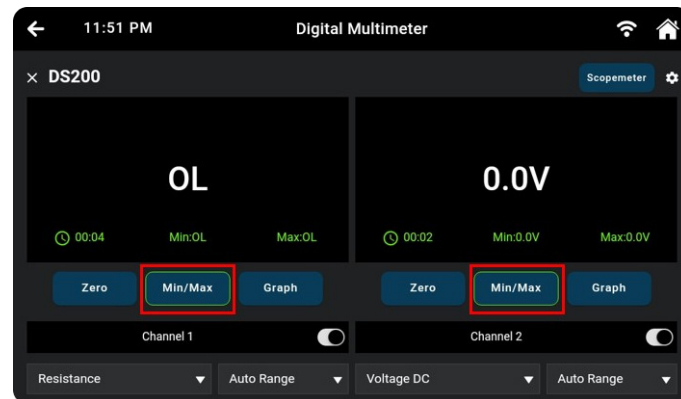 11:51 PM Digital Multimeter
× DS200 Scopemeter
OL 0.0V
00:04 Min:OL Max:OL 00:02 Min:0.0V Max:0.0V
Zero Min/Max Graph Zero Min/Max Graph
Channel 1 Channel 2
Resistance Auto Range Voltage DC Auto Range